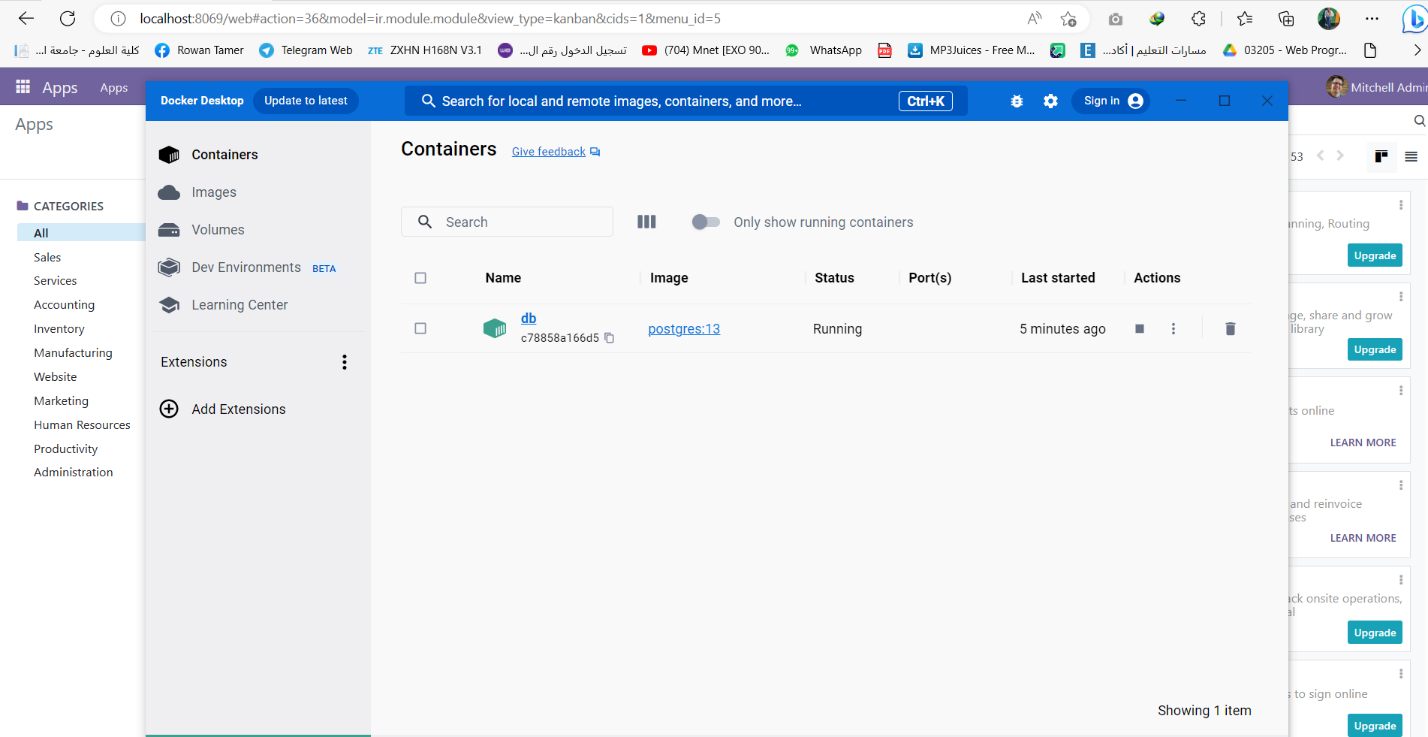 localhost:8069/web#action=36&model=ir.module.module&view_type=kanban&cids=1&menu_id=5
كلية العلوم - جامعة ا... Rowan Tamer Telegram Web ZTE ZXHN H168N V3.1 تسجيل الدخول رقم ال... (704) Mnet [EXO 90... 99+ WhatsApp PDF MP3Juices - Free M... E مسارات التعليم | أكاد... 03205 - Web Progr...
Apps Apps
Mitchell Admin
Apps
53
CATEGORIES
All
Sales
Services
Accounting
Inventory
Manufacturing
Website
Marketing
Human Resources
Productivity
Administration
Docker Desktop Update to latest Search for local and remote images, containers, and more... Ctrl+K Sign in
Containers
Images
Volumes
Dev Environments BETA
Learning Center
Extensions
Add Extensions
Containers Give feedback
Search Only show running containers
Name Image Status Port(s) Last started Actions
db
c78858a166d5
postgres:13 Running 5 minutes ago
Showing 1 item
anning, Routing
Upgrade
ge, share and grow
library
Upgrade
ts online
LEARN MORE
and reinvoice
ses
LEARN MORE
ack onsite operations,
al
Upgrade
s to sign online
Upgrade